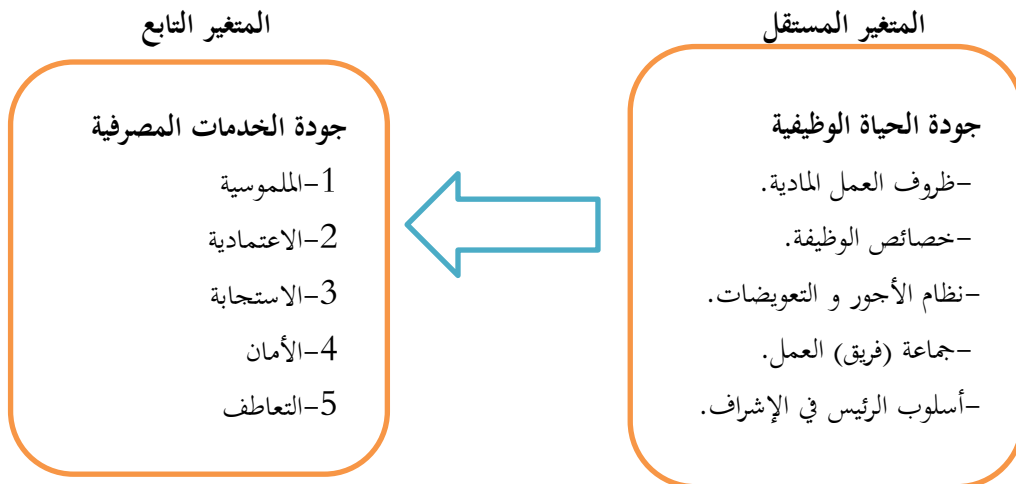 المتغير المستقل
جودة الحياة الوظيفية
-ظروف العمل المادية.
-خصائص الوظيفة.
-نظام الأجور و التعويضات.
-جماعة (فريق) العمل.
-أسلوب الرئيس في الإشراف.
المتغير التابع
جودة الخدمات المصرفية
1-الملموسية
2-الاعتمادية
3-الاستجابة
4-الأمان
5-التعاطف